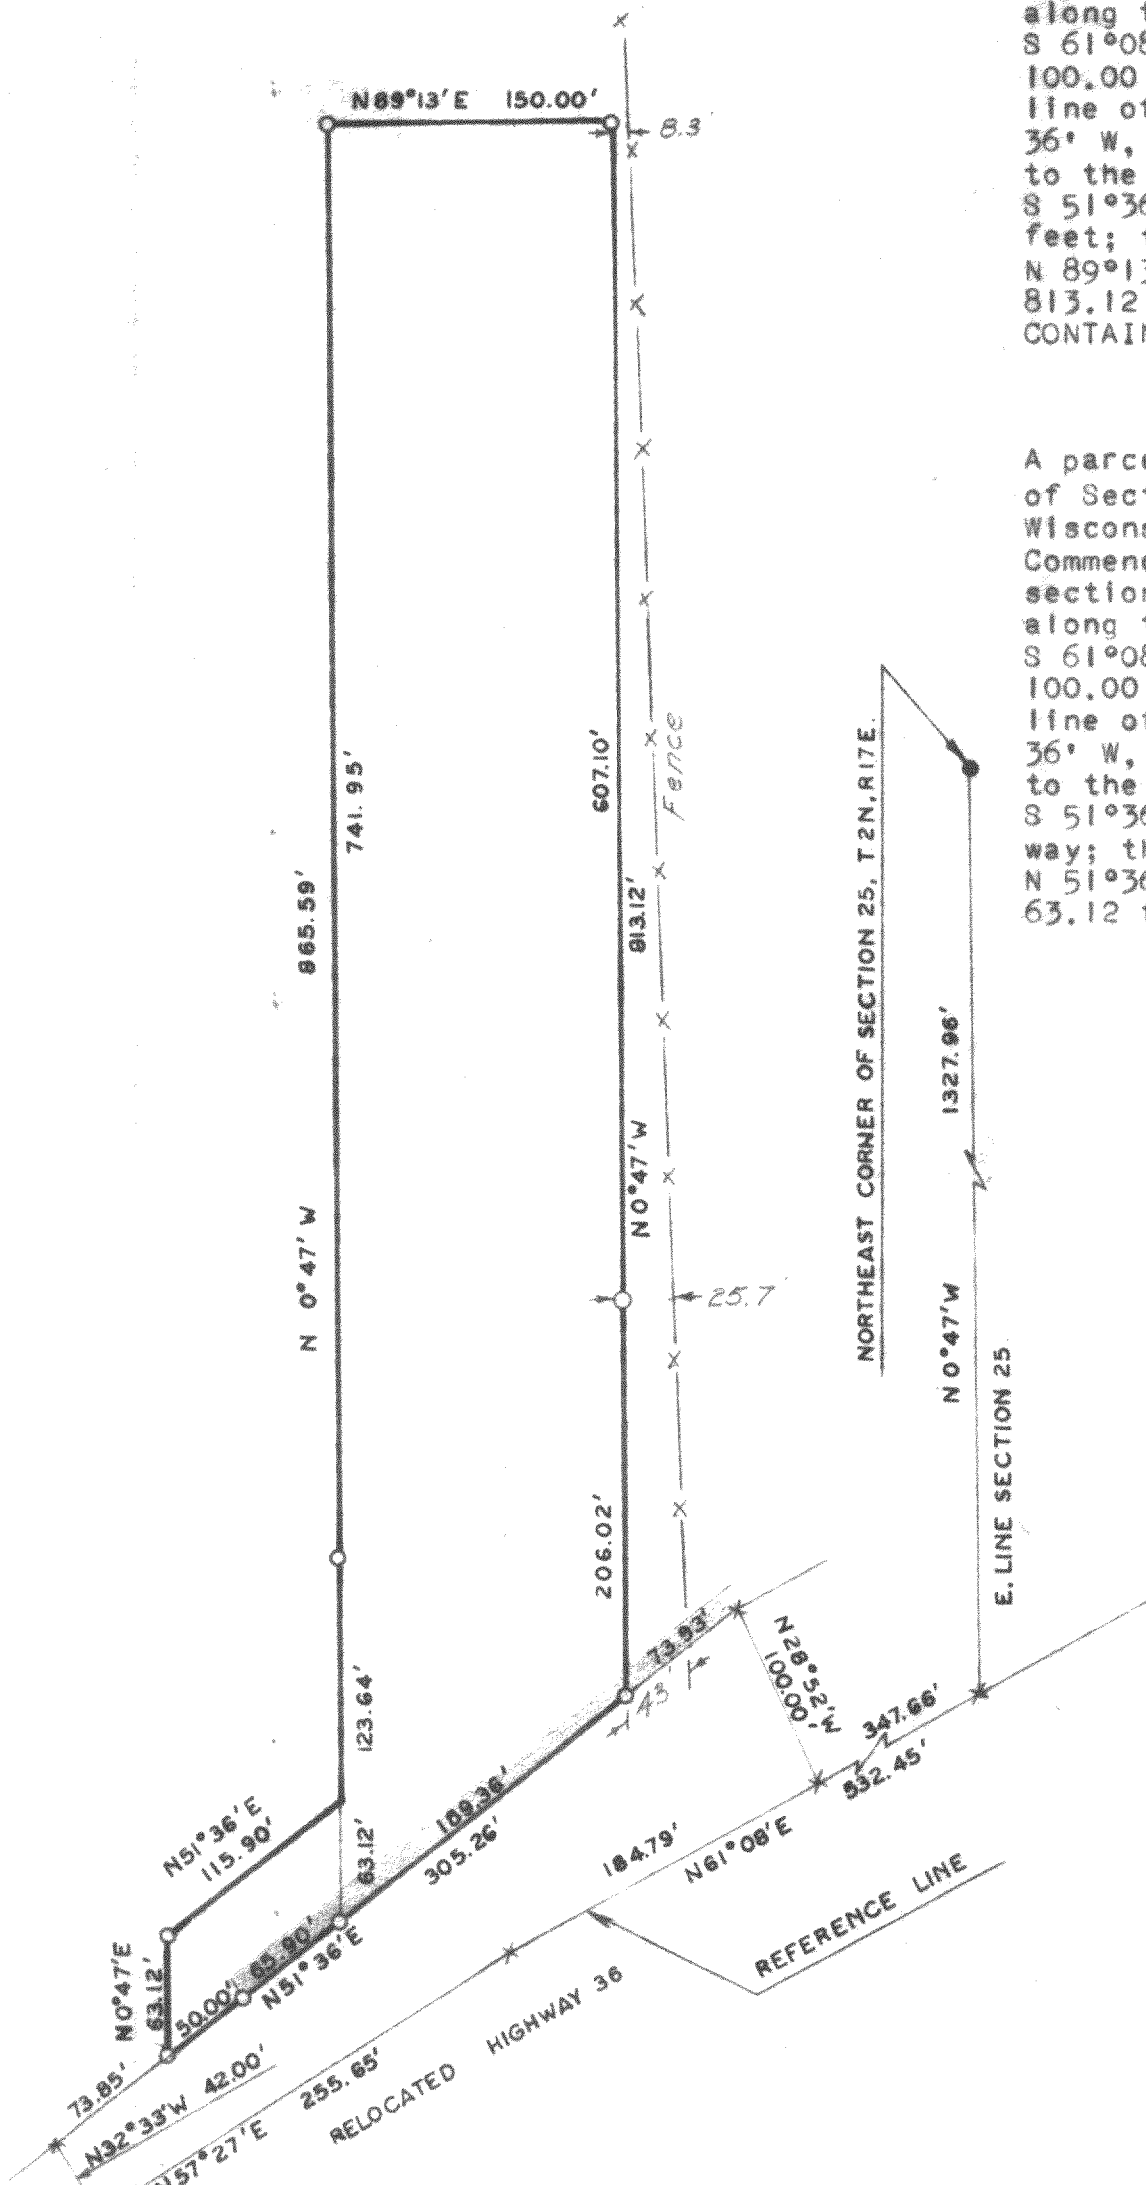 N89°13'E 150.00'
8.3
741.95'
865.59'
N 0°47' W
607.10'
813.12'
Fence
N0°47'W
25.7
206.02'
123.64'
63.12'
N51°36'E
115.90'
N0°47'E
63.12'
50.00'
65.90'
N51°36'E
189.36'
305.26'
73.93'
43'
N28°52'W
100.00'
347.66'
532.45'
184.79'
N61°08'E
REFERENCE LINE
73.85'
N32°33'W 42.00'
N57°27'E 255.65'
RELOCATED HIGHWAY 36
NORTHEAST CORNER OF SECTION 25, T2N, R17E.
1327.96'
N0°47'W
E. LINE SECTION 25
along
S 61°08
100.00
line of
36' W,
to the
S 51°36
feet;
N 89°13
813.12
CONTAIN
A parce
of Sec
Wiscons
Commenc
section
along
S 61°08
100.00
line of
36' W,
to the
S 51°36
way; th
N 51°36
63.12